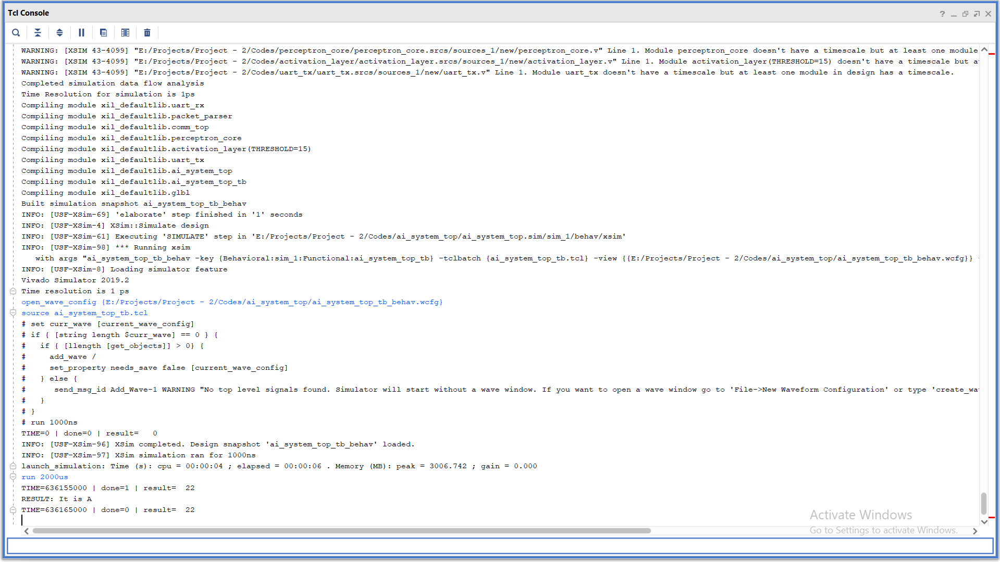 Tcl Console
WARNING: [XSIM 43-4099] "E:/Projects/Project - 2/Codes/perceptron_core/perceptron_core.srcs/sources_1/new/perceptron_core.v" Line 1. Module perceptron_core doesn't have a timescale but at least one module
WARNING: [XSIM 43-4099] "E:/Projects/Project - 2/Codes/activation_layer/activation_layer.srcs/sources_1/new/activation_layer.v" Line 1. Module activation_layer(THRESHOLD=15) doesn't have a timescale but a
WARNING: [XSIM 43-4099] "E:/Projects/Project - 2/Codes/uart_tx/uart_tx.srcs/sources_1/new/uart_tx.v" Line 1. Module uart_tx doesn't have a timescale but at least one module in design has a timescale.
Completed simulation data flow analysis
Time Resolution for simulation is 1ps
Compiling module xil_defaultlib.uart_rx
Compiling module xil_defaultlib.packet_parser
Compiling module xil_defaultlib.comm_top
Compiling module xil_defaultlib.perceptron_core
Compiling module xil_defaultlib.activation_layer(THRESHOLD=15)
Compiling module xil_defaultlib.uart_tx
Compiling module xil_defaultlib.ai_system_top
Compiling module xil_defaultlib.ai_system_top_tb
Compiling module xil_defaultlib.glbl
Built simulation snapshot ai_system_top_tb_behav
INFO: [USF-XSim-69] 'elaborate' step finished in '1' seconds
INFO: [USF-XSim-4] XSim::Simulate design
INFO: [USF-XSim-61] Executing 'SIMULATE' step in 'E:/Projects/Project - 2/Codes/ai_system_top/ai_system_top.sim/sim_1/behav/xsim'
INFO: [USF-XSim-98] *** Running xsim
with args "ai_system_top_tb_behav -key {Behavioral:sim_1:Functional:ai_system_top_tb} -tclbatch {ai_system_top_tb.tcl} -view {{E:/Projects/Project - 2/Codes/ai_system_top/ai_system_top_tb_behav.wcfg}}
INFO: [USF-XSim-8] Loading simulator feature
Vivado Simulator 2019.2
Time resolution is 1 ps
open_wave_config {E:/Projects/Project - 2/Codes/ai_system_top/ai_system_top_tb_behav.wcfg}
source ai_system_top_tb.tcl
# set curr_wave [current_wave_config]
# if { [string length $curr_wave] == 0 } {
#   if { [llength [get_objects]] > 0} {
#     add_wave /
#     set_property needs_save false [current_wave_config]
#   } else {
#      send_msg_id Add_Wave-1 WARNING "No top level signals found. Simulator will start without a wave window. If you want to open a wave window go to 'File->New Waveform Configuration' or type 'create_wa
#   }
# }
# run 1000ns
TIME=0 | done=0 | result=   0
INFO: [USF-XSim-96] XSim completed. Design snapshot 'ai_system_top_tb_behav' loaded.
INFO: [USF-XSim-97] XSim simulation ran for 1000ns
launch_simulation: Time (s): cpu = 00:00:04 ; elapsed = 00:00:06 . Memory (MB): peak = 3006.742 ; gain = 0.000
run 2000us
TIME=636155000 | done=1 | result=  22
RESULT: It is A
TIME=636165000 | done=0 | result=  22
Activate Windows
Go to Settings to activate Windows.